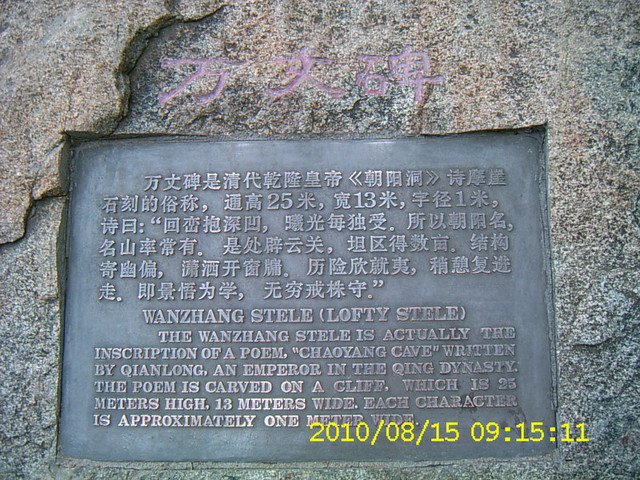 万丈碑
万丈碑是清代乾隆皇帝《朝阳洞》诗摩崖
石刻的俗称，通高25米，宽13米，字径1米，
诗曰：“回峦抱深凹，曦光每独受。所以朝阳名，
名山率常有。是处辟云关，坦区得数亩。结构
寄幽偏，潇洒开窗牖。历险欣就夷，稍憩复进
走。即景悟为学，无穷戒株守。”
WANZHANG STELE (LOFTY STELE)
THE WANZHANG STELE IS ACTUALLY THE
INSCRIPTION OF A POEM, "CHAOYANG CAVE" WRITTEN
BY QIANLONG, AN EMPEROR IN THE QING DYNASTY.
THE POEM IS CARVED ON A CLIFF, WHICH IS 25
METERS HIGH, 13 METERS WIDE. EACH CHARACTER
IS APPROXIMATELY ONE METER WIDE.
2010/08/15 09:15:11